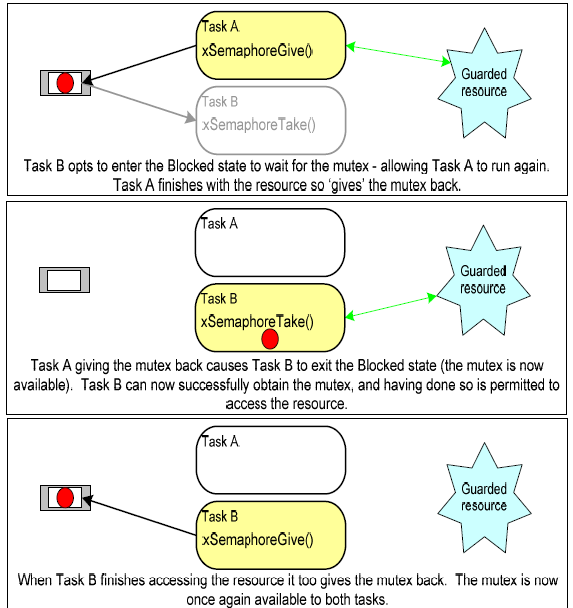 Task A
xSemaphoreGive()
Guarded
resource
Task B
xSemaphoreTake()
Task B opts to enter the Blocked state to wait for the mutex - allowing Task A to run again.
Task A finishes with the resource so ‘gives’ the mutex back.
Task A
Guarded
resource
Task B
xSemaphoreTake()
Task A giving the mutex back causes Task B to exit the Blocked state (the mutex is now
available). Task B can now successfully obtain the mutex, and having done so is permitted to
access the resource.
Task A
Guarded
resource
Task B
xSemaphoreGive()
When Task B finishes accessing the resource it too gives the mutex back. The mutex is now
once again available to both tasks.